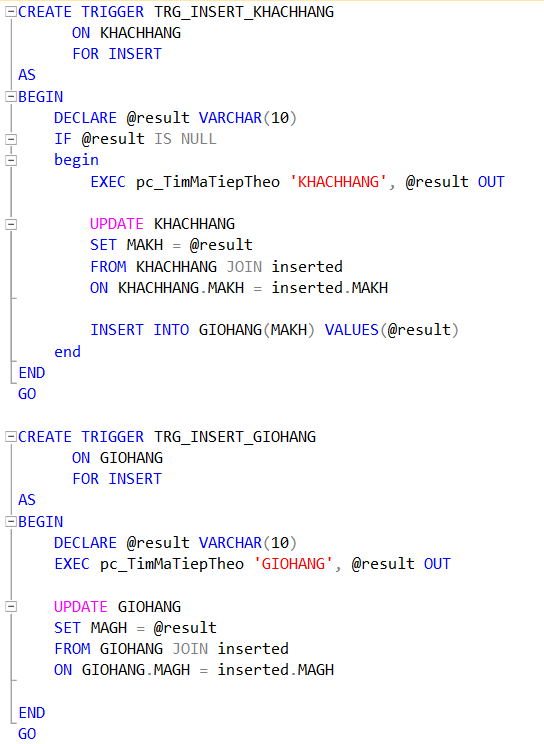 CREATE TRIGGER TRG_INSERT_KHACHHANG
ON KHACHHANG
FOR INSERT
AS
BEGIN
DECLARE @result VARCHAR(10)
IF @result IS NULL
begin
EXEC pc_TimMaTiepTheo 'KHACHHANG', @result OUT
UPDATE KHACHHANG
SET MAKH = @result
FROM KHACHHANG JOIN inserted
ON KHACHHANG.MAKH = inserted.MAKH
INSERT INTO GIOHANG(MAKH) VALUES(@result)
end
END
GO
CREATE TRIGGER TRG_INSERT_GIOHANG
ON GIOHANG
FOR INSERT
AS
BEGIN
DECLARE @result VARCHAR(10)
EXEC pc_TimMaTiepTheo 'GIOHANG', @result OUT
UPDATE GIOHANG
SET MAGH = @result
FROM GIOHANG JOIN inserted
ON GIOHANG.MAGH = inserted.MAGH
END
GO